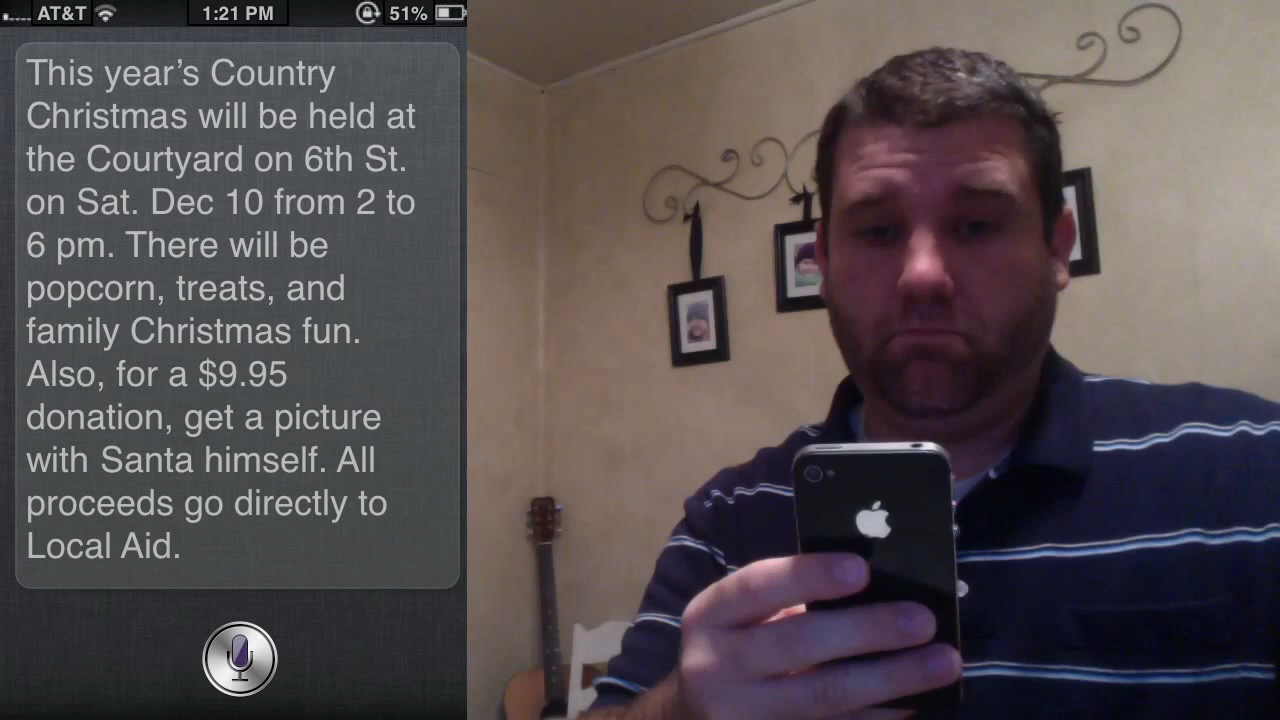 AT&T 1:21 PM 51%
This year's Country
Christmas will be held at
the Courtyard on 6th St.
on Sat. Dec 10 from 2 to
6 pm. There will be
popcorn, treats, and
family Christmas fun.
Also, for a $9.95
donation, get a picture
with Santa himself. All
proceeds go directly to
Local Aid.